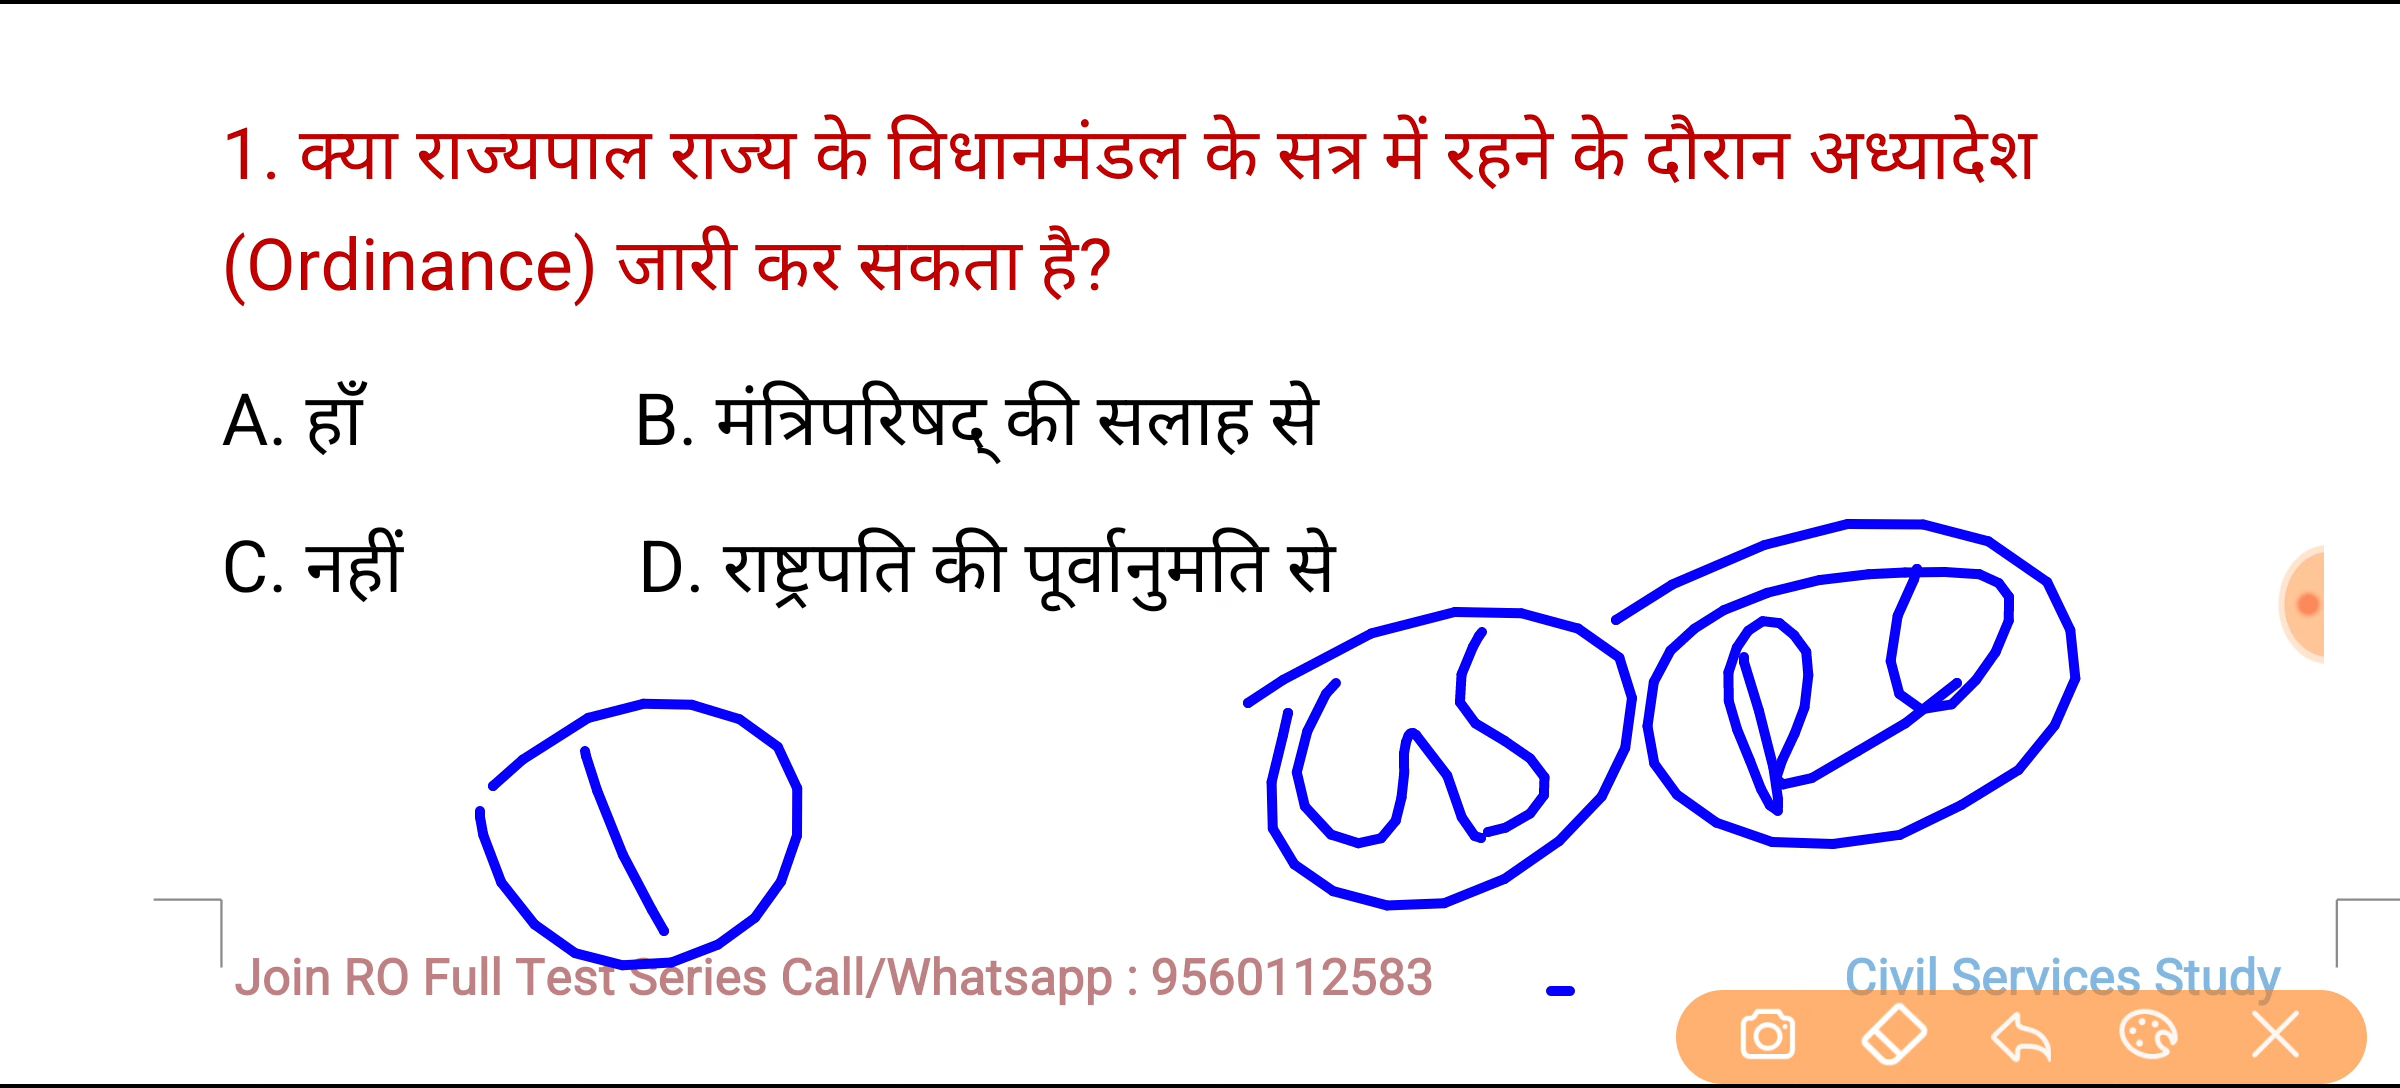 1. क्या राज्यपाल राज्य के विधानमंडल के सत्र में रहने के दौरान अध्यादेश
(Ordinance) जारी कर सकता है?
A. हाँ B. मंत्रिपरिषद् की सलाह से
C. नहीं D. राष्ट्रपति की पूर्वानुमति से
Join RO Full Test Series Call/Whatsapp : 9560112583 Civil Services Study